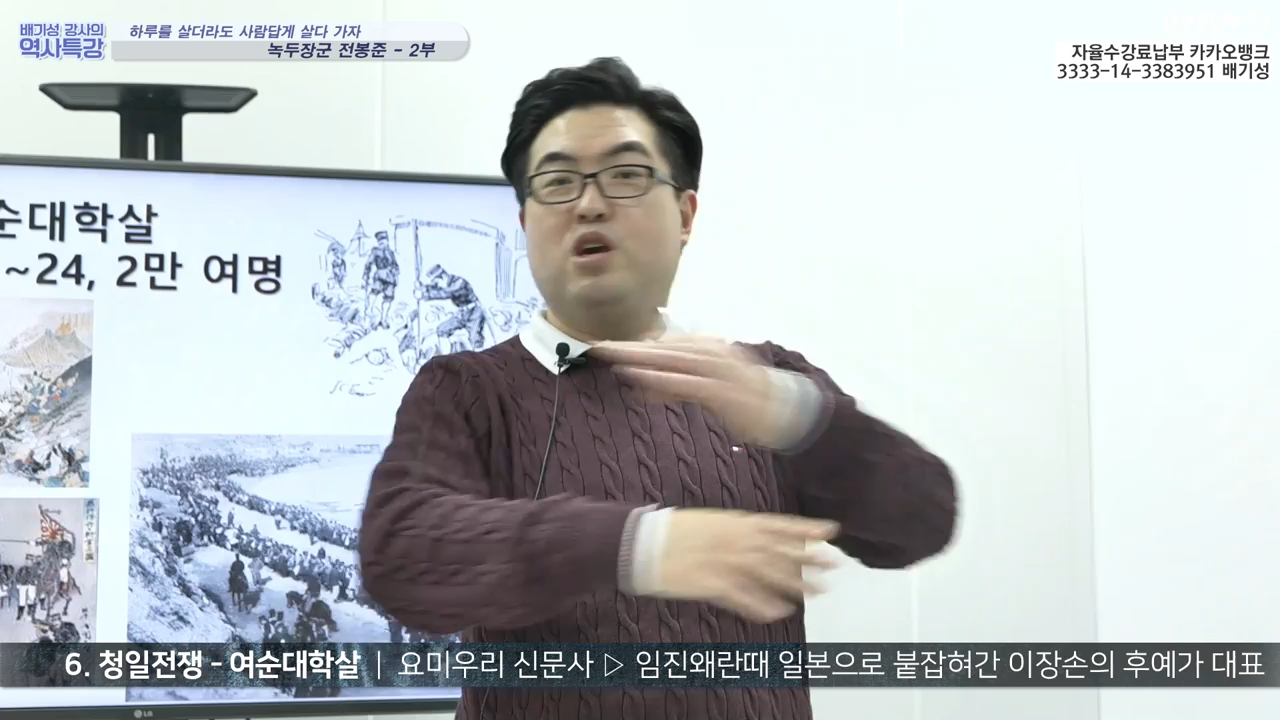 배기성 강사의
역사특강
하루를 살더라도 사람답게 살다 가자
녹두장군 전봉준 - 2부
자율수강료납부 카카오뱅크
3333-14-3383951 배기성
순대학살
~24, 2만 여명
LG
6. 청일전쟁 - 여순대학살 | 요미우리 신문사 ▷ 임진왜란때 일본으로 붙잡혀간 이장손의 후예가 대표